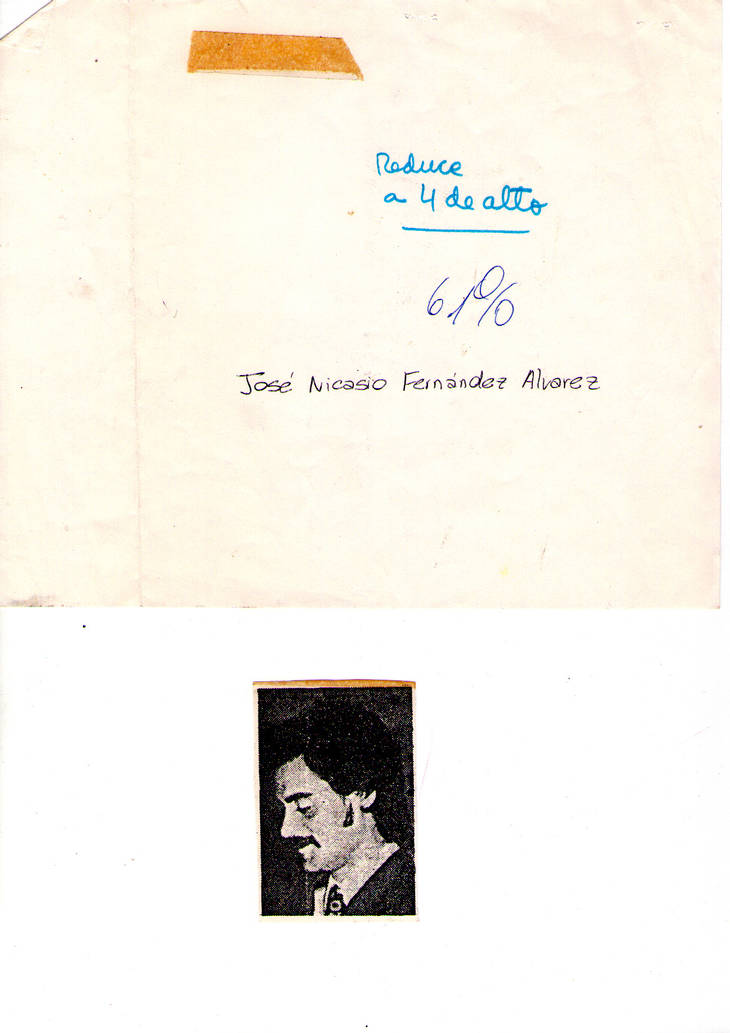 Reduce
a 4 de alto
61%
José Nicasio Fernández Alvarez